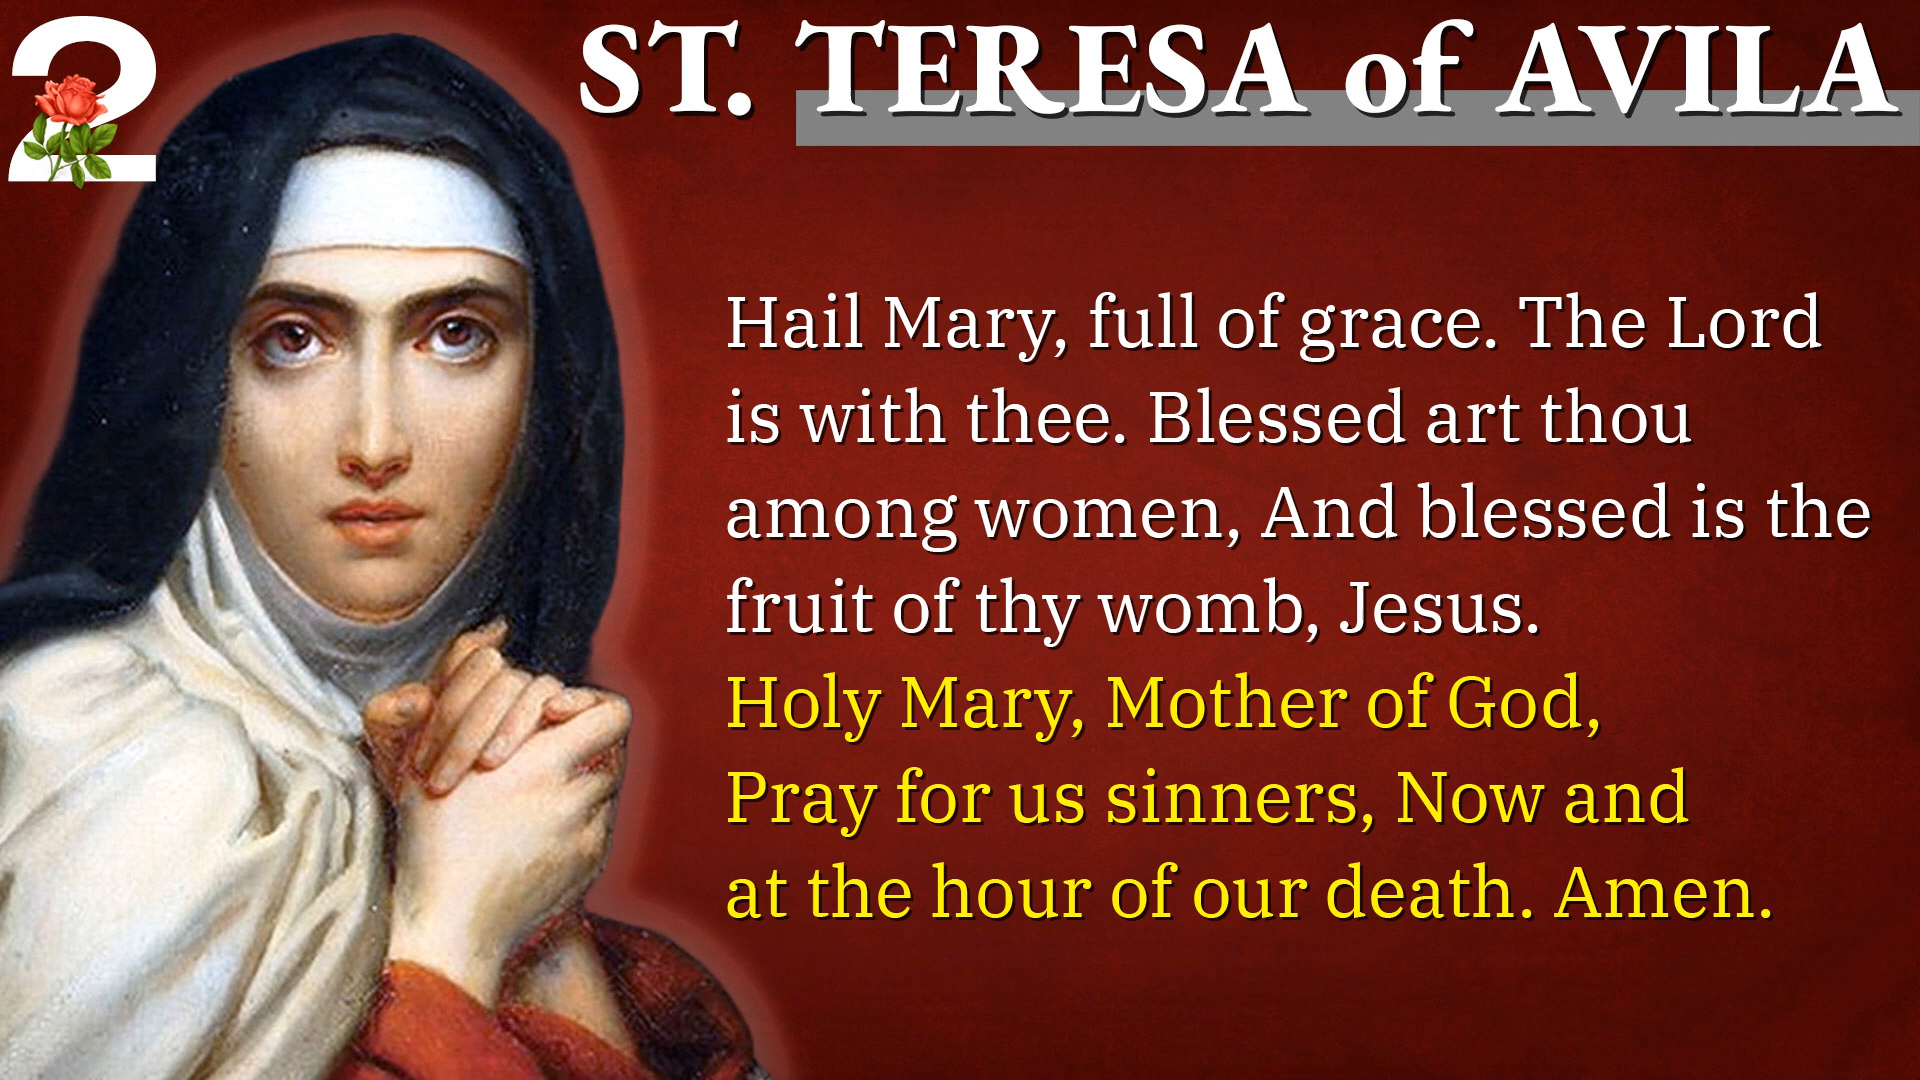 2
ST. TERESA of AVILA
Hail Mary, full of grace. The Lord
is with thee. Blessed art thou
among women, And blessed is the
fruit of thy womb, Jesus.
Holy Mary, Mother of God,
Pray for us sinners, Now and
at the hour of our death. Amen.